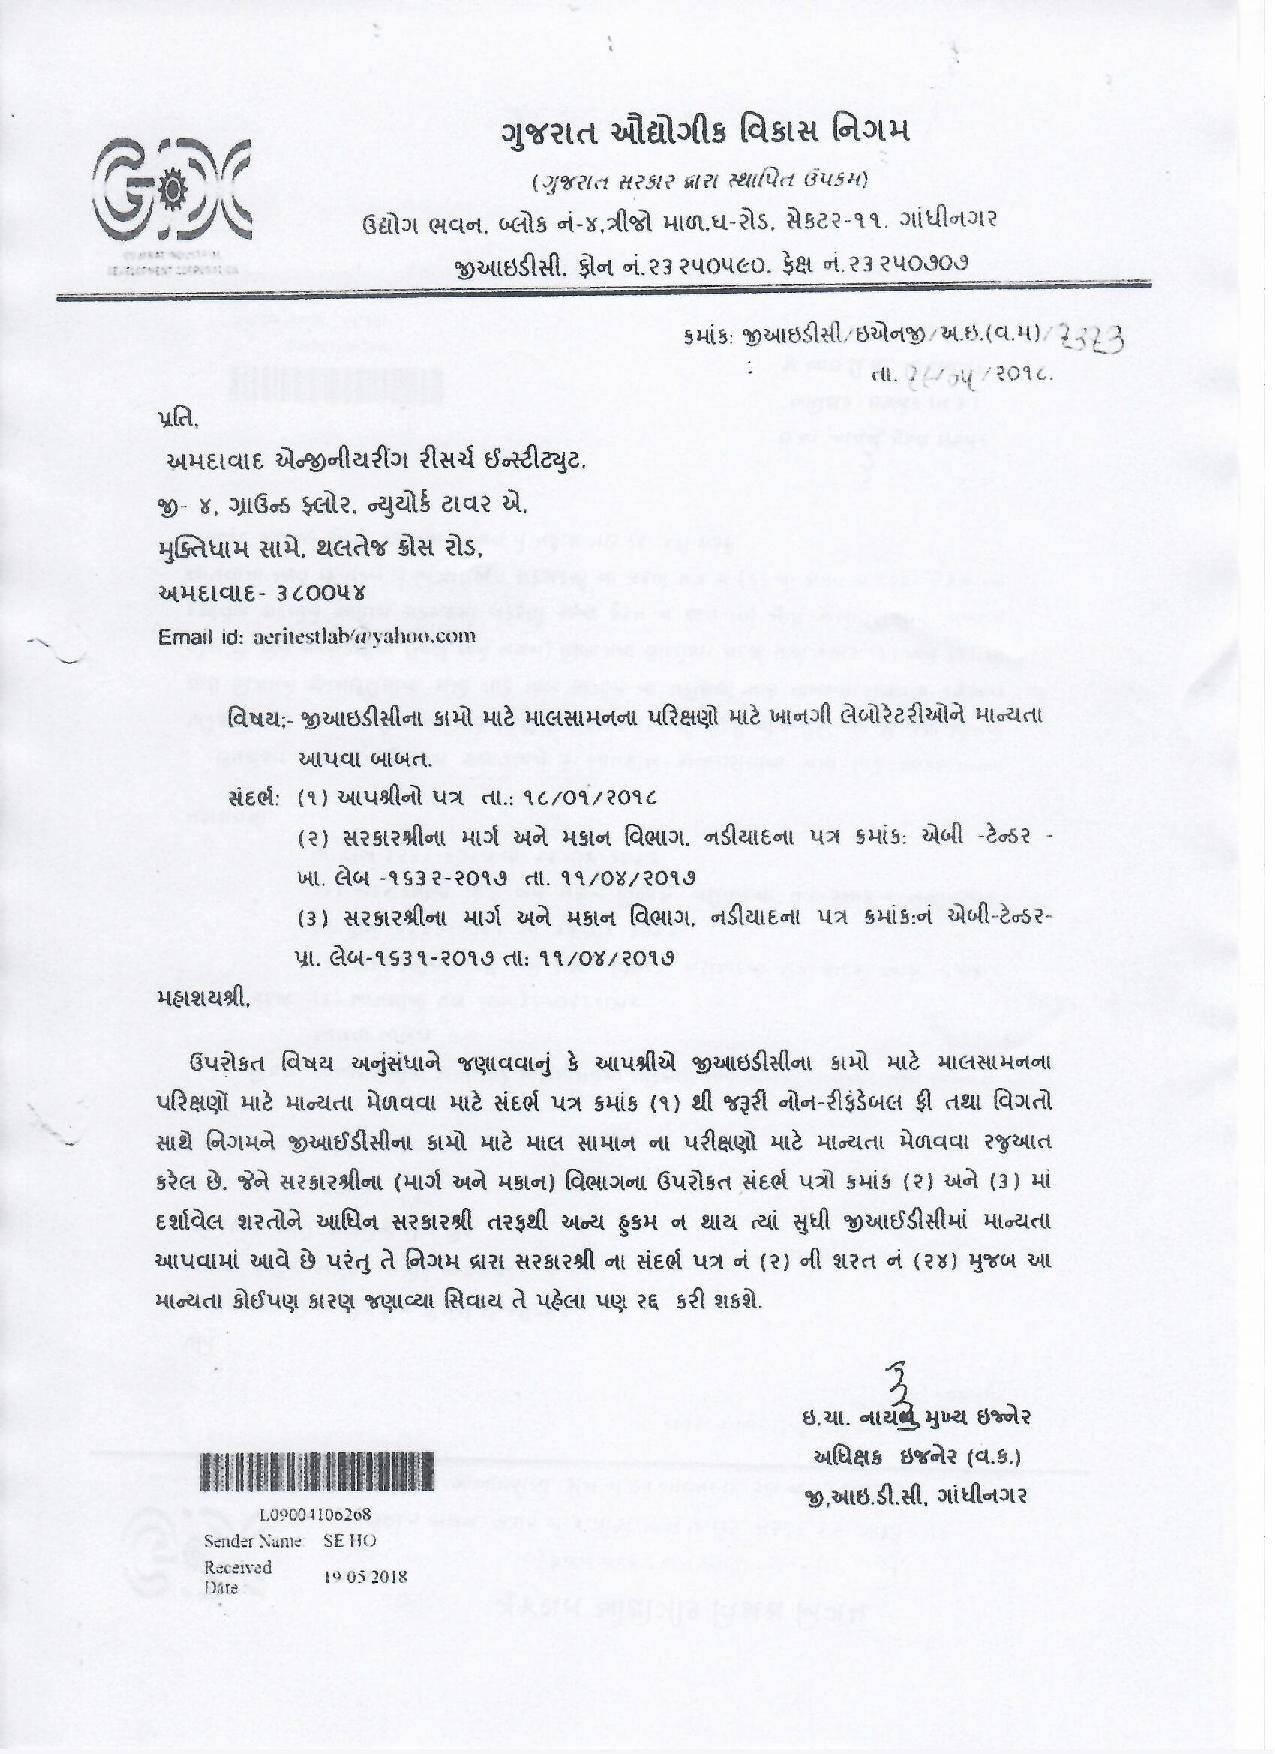 ગુજરાત ઔદ્યોગીક વિકાસ નિગમ
(ગુજરાત સરકાર દ્વારા સ્થાપિત ઉપક્રમ)
ઉદ્યોગ ભવન, બ્લોક નં-૪,ત્રીજો માળ,ઘ-રોડ, સેકટર-૧૧. ગાંધીનગર
જીઆઇડીસી. ફોન નં.૨૩૨૫૦૫૯૦. ફેક્ષ નં.૨૩૨૫૦૭૦૭
GUJARAT INDUSTRIAL
DEVELOPMENT CORPORATION
ક્રમાંક: જીઆઇડીસી/ઇએનજી/અ.ઇ.(વ.મ)/
તા. /૦૫/૨૦૧૮.
પ્રતિ,
અમદાવાદ એન્જીનીયરીંગ રીસર્ચ ઈન્સ્ટીટ્યુટ,
જી- ૪, ગ્રાઉન્ડ ફ્લોર, ન્યુયોર્ક ટાવર એ,
મુક્તિધામ સામે, થલતેજ ક્રોસ રોડ,
અમદાવાદ- ૩૮૦૦૫૪
Email id: aeritestlab@yahoo.com
વિષય:- જીઆઇડીસીના કામો માટે માલસામનના પરિક્ષણો માટે ખાનગી લેબોરેટરીઓને માન્યતા
આપવા બાબત.
સંદર્ભ: (૧) આપશ્રીનો પત્ર તા.: ૧૮/૦૧/૨૦૧૮
(૨) સરકારશ્રીના માર્ગ અને મકાન વિભાગ, નડીયાદના પત્ર ક્રમાંક: એબી -ટેન્ડર -
ખા. લેબ -૧૬૩૨-૨૦૧૭ તા. ૧૧/૦૪/૨૦૧૭
(૩) સરકારશ્રીના માર્ગ અને મકાન વિભાગ, નડીયાદના પત્ર ક્રમાંક:નં એબી-ટેન્ડર-
પ્રા. લેબ-૧૬૩૧-૨૦૧૭ તા: ૧૧/૦૪/૨૦૧૭
મહાશયશ્રી,
ઉપરોકત વિષય અનુંસંધાને જણાવવાનું કે આપશ્રીએ જીઆઇડીસીના કામો માટે માલસામનના
પરિક્ષણોં માટે માન્યતા મેળવવા માટે સંદર્ભ પત્ર ક્રમાંક (૧) થી જરૂરી નોન-રીફંડેબલ ફી તથા વિગતો
સાથે નિગમને જીઆઈડીસીના કામો માટે માલ સામાન ના પરીક્ષણો માટે માન્યતા મેળવવા રજુઆત
કરેલ છે. જેને સરકારશ્રીના (માર્ગ અને મકાન) વિભાગના ઉપરોકત સંદર્ભ પત્રો ક્રમાંક (૨) અને (૩) માં
દર્શાવેલ શરતોને આધિન સરકારશ્રી તરફથી અન્ય હુકમ ન થાય ત્યાં સુધી જીઆઈડીસીમાં માન્યતા
આપવામાં આવે છે પરંતુ તે નિગમ દ્વારા સરકારશ્રી ના સંદર્ભ પત્ર નં (૨) ની શરત નં (૨૪) મુજબ આ
માન્યતા કોઈપણ કારણ જણાવ્યા સિવાય તે પહેલા પણ રદ્દ કરી શકશે.
ઇ.ચા. નાયબ મુખ્ય ઇજનેર
અધિક્ષક ઇજનેર (વ.ક.)
જી,આઇ.ડી.સી, ગાંધીનગર
L09004106268
Sender Name SE HO
Received Date 19 05 2018